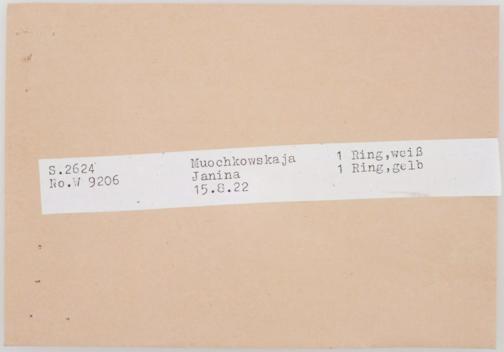 S.2624 Muochkowskaja 1 Ring,weiß
No.W 9206 Janina 1 Ring,gelb
15.8.22